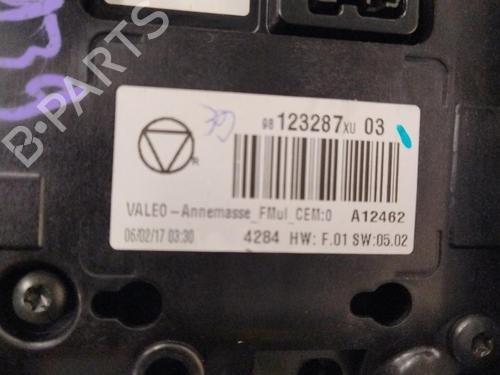 98 123287 XU 03
R
VALEO-Annemasse_FMul_CEM:0 A12462
06/02/17 03:30 4284 HW: F.01 SW:05.02
B-PARTS